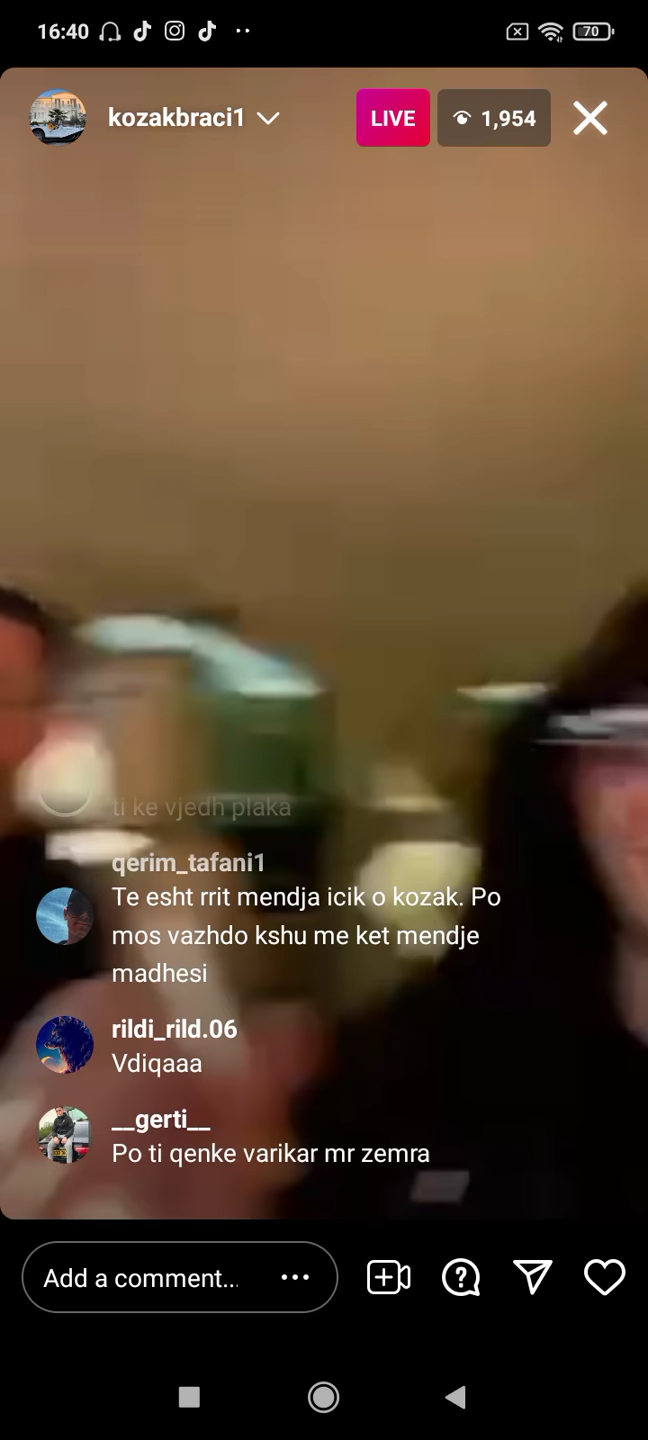 16:40
70
kozakbraci1
LIVE
1,954
ti ke vjedh plaka
qerim_tafani1
Te esht rrit mendja icik o kozak. Po
mos vazhdo kshu me ket mendje
madhesi
rildi_rild.06
Vdiqaaa
__gerti__
Po ti qenke varikar mr zemra
Add a comment...